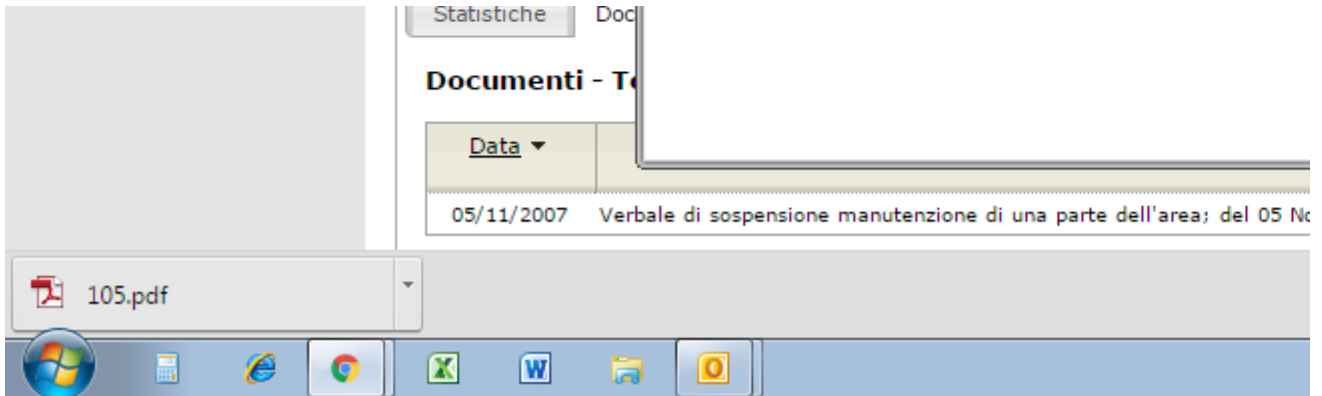 Statistiche Doc
Documenti - Te
Data
05/11/2007 Verbale di sospensione manutenzione di una parte dell'area; del 05 No
105.pdf